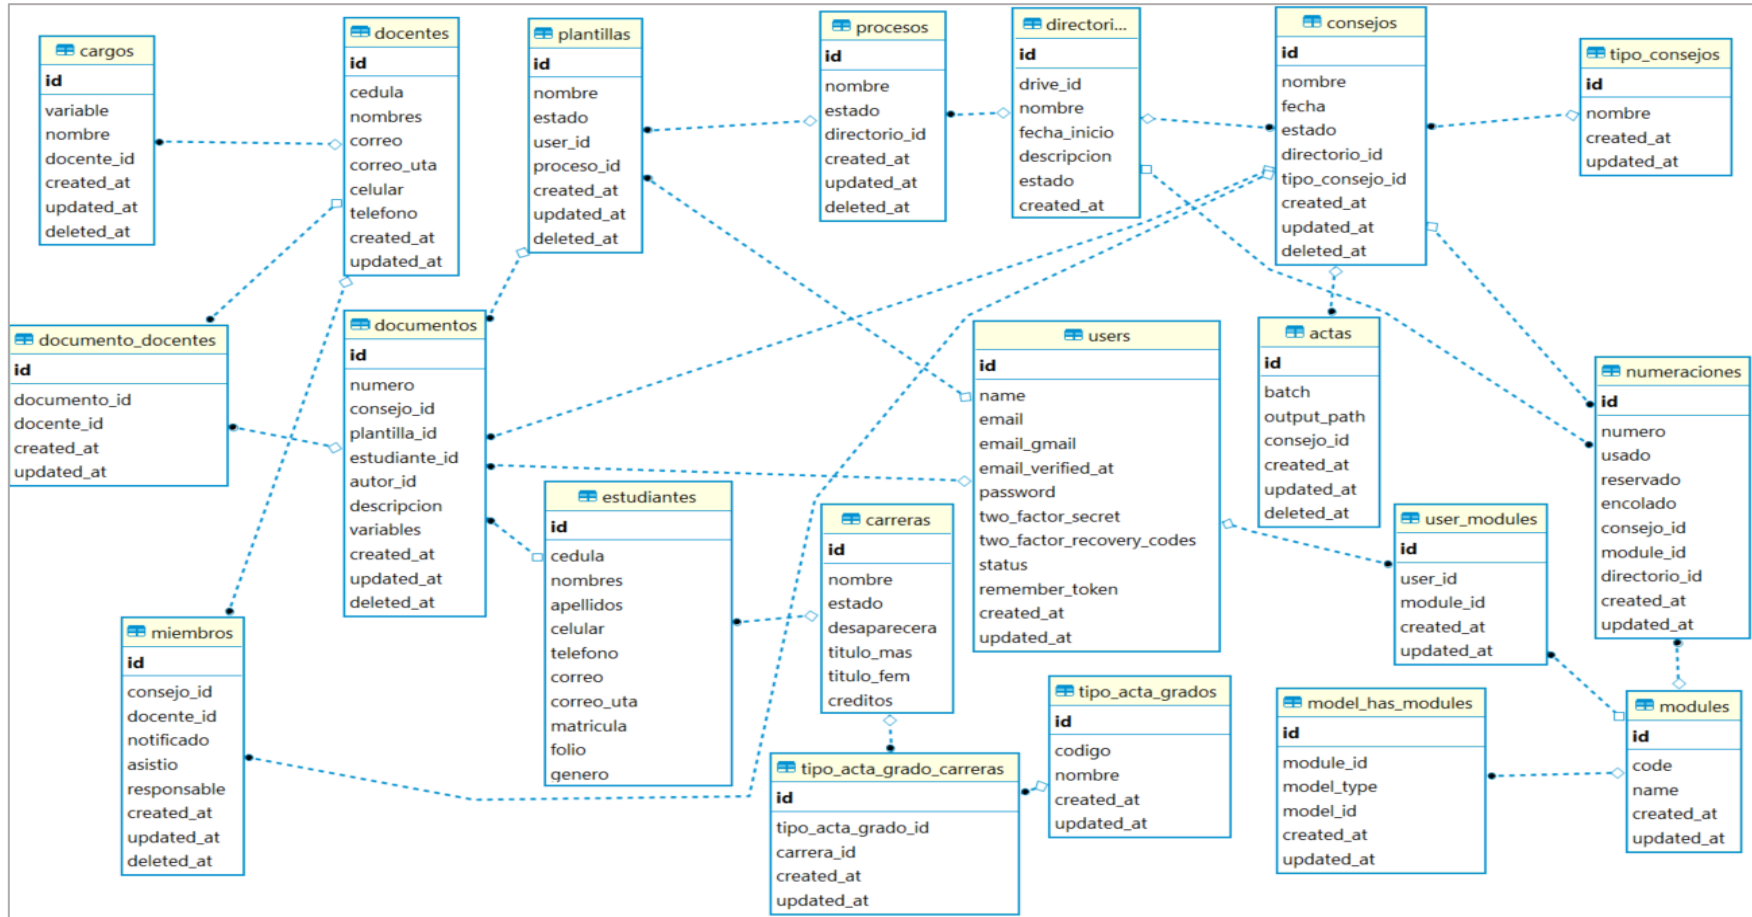 cargos
id
variable
nombre
docente_id
created_at
updated_at
deleted_at
docentes
id
cedula
nombres
correo
correo_uta
celular
telefono
created_at
updated_at
plantillas
id
nombre
estado
user_id
proceso_id
created_at
updated_at
deleted_at
procesos
id
nombre
estado
directorio_id
created_at
updated_at
deleted_at
directori...
id
drive_id
nombre
fecha_inicio
descripcion
estado
created_at
consejos
id
nombre
fecha
estado
directorio_id
tipo_consejo_id
created_at
updated_at
deleted_at
tipo_consejos
id
nombre
created_at
updated_at
documento_docentes
id
documento_id
docente_id
created_at
updated_at
documentos
id
numero
consejo_id
plantilla_id
estudiante_id
autor_id
descripcion
variables
created_at
updated_at
deleted_at
users
id
name
email
email_gmail
email_verified_at
password
two_factor_secret
two_factor_recovery_codes
status
remember_token
created_at
updated_at
actas
id
batch
output_path
consejo_id
created_at
updated_at
deleted_at
numeraciones
id
numero
usado
reservado
encolado
consejo_id
module_id
directorio_id
created_at
updated_at
estudiantes
id
cedula
nombres
apellidos
celular
telefono
correo
correo_uta
matricula
folio
genero
carreras
id
nombre
estado
desaparecera
titulo_mas
titulo_fem
creditos
user_modules
id
user_id
module_id
created_at
updated_at
miembros
id
consejo_id
docente_id
notificado
asistio
responsable
created_at
updated_at
deleted_at
tipo_acta_grado_carreras
id
tipo_acta_grado_id
carrera_id
created_at
updated_at
tipo_acta_grados
id
codigo
nombre
created_at
updated_at
model_has_modules
id
module_id
model_type
model_id
created_at
updated_at
modules
id
code
name
created_at
updated_at